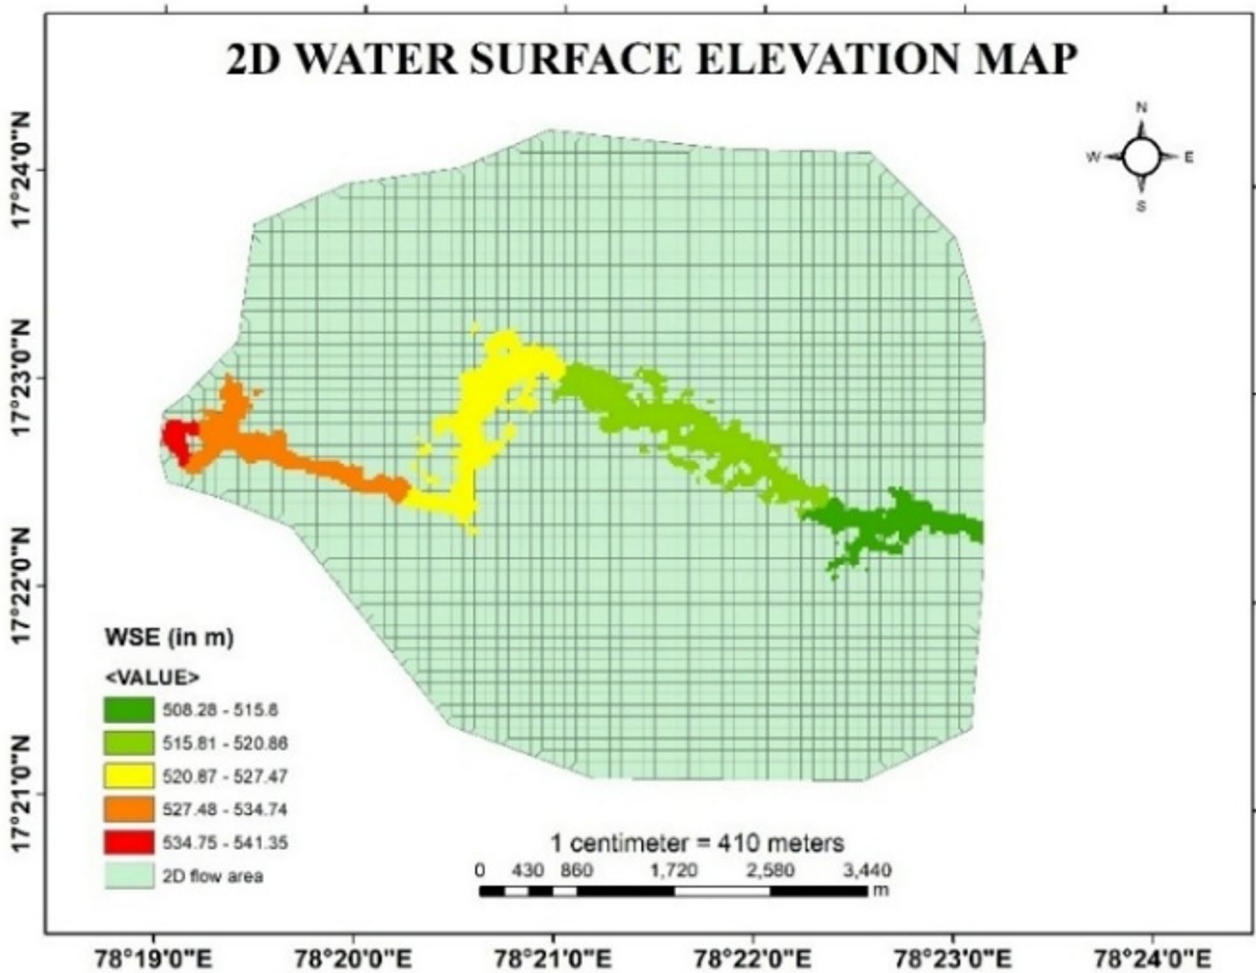 2D WATER SURFACE ELEVATION MAP
N
W E
S
17°24'0"N
17°23'0"N
17°22'0"N
17°21'0"N
WSE (in m)
<VALUE>
508.28 - 515.8
515.81 - 520.86
520.87 - 527.47
527.48 - 534.74
534.75 - 541.35
2D flow area
1 centimeter = 410 meters
0 430 860 1,720 2,580 3,440
m
78°19'0"E 78°20'0"E 78°21'0"E 78°22'0"E 78°23'0"E 78°24'0"E